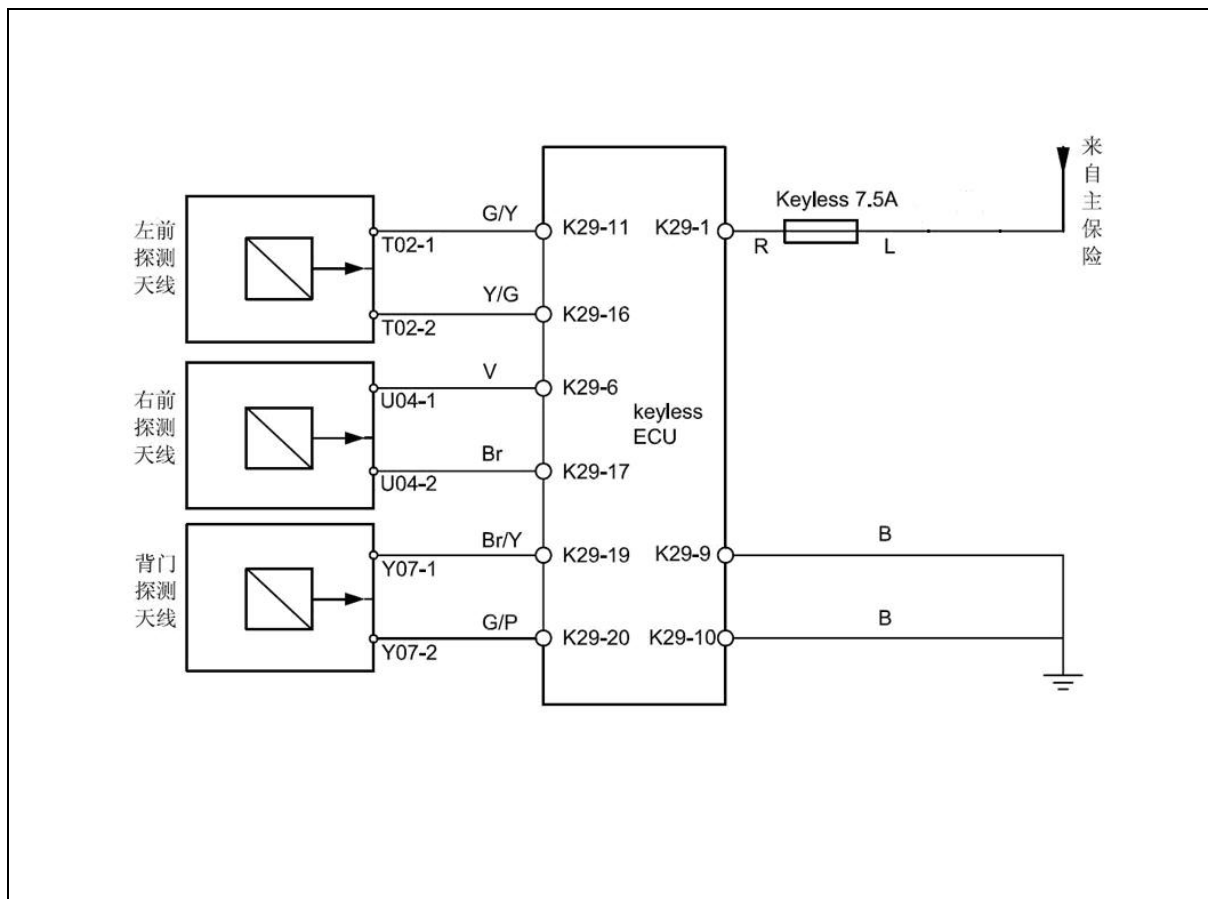 来自主保险
Keyless 7.5A
R
L
左前
探测
天线
T02-1
T02-2
G/Y
Y/G
K29-11
K29-1
K29-16
右前
探测
天线
U04-1
U04-2
V
Br
K29-6
keyless
ECU
K29-17
背门
探测
天线
Y07-1
Y07-2
Br/Y
G/P
K29-19
K29-9
K29-20
K29-10
B
B